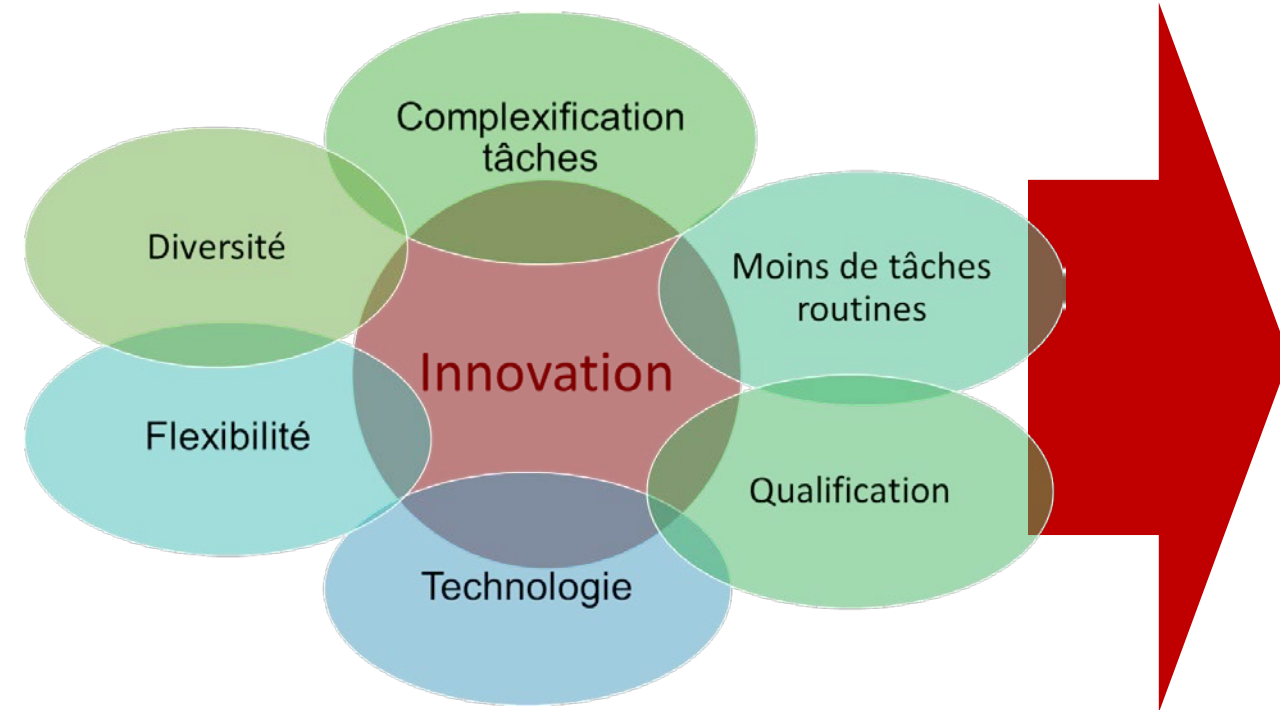 Complexification
tâches
Diversité
Moins de tâches
routines
Innovation
Flexibilité
Qualification
Technologie